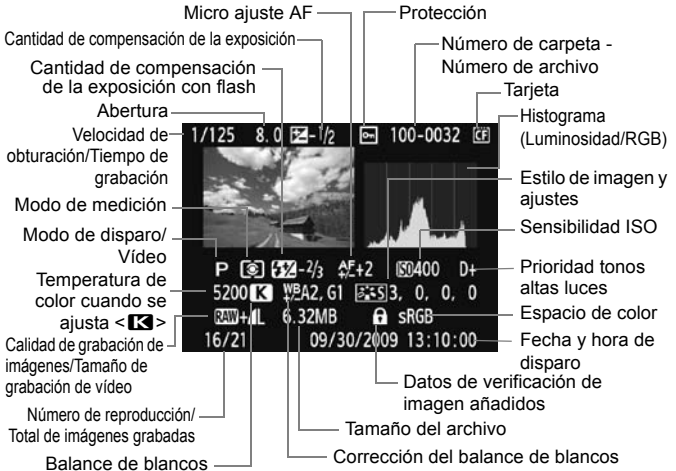 Micro ajuste AF
Protección
Cantidad de compensación de la exposición
Número de carpeta -
Número de archivo
Cantidad de compensación
de la exposición con flash
Tarjeta
Abertura
Histograma
(Luminosidad/RGB)
Velocidad de
obturación/Tiempo de
grabación
1/125 8.0 -1/2 100-0032 CF
Estilo de imagen y
ajustes
Modo de medición
Sensibilidad ISO
Modo de disparo/
Vídeo
P -2/3 AF+2 ISO400 D+
Prioridad tonos
altas luces
Temperatura de
color cuando se
ajusta <K>
5200 K WB A2, G1 S 3, 0, 0, 0
Espacio de color
RAW+L 6.32MB sRGB
Calidad de grabación de
imágenes/Tamaño de
grabación de vídeo
16/21 09/30/2009 13:10:00
Fecha y hora de
disparo
Datos de verificación de
imagen añadidos
Número de reproducción/
Total de imágenes grabadas
Tamaño del archivo
Corrección del balance de blancos
Balance de blancos